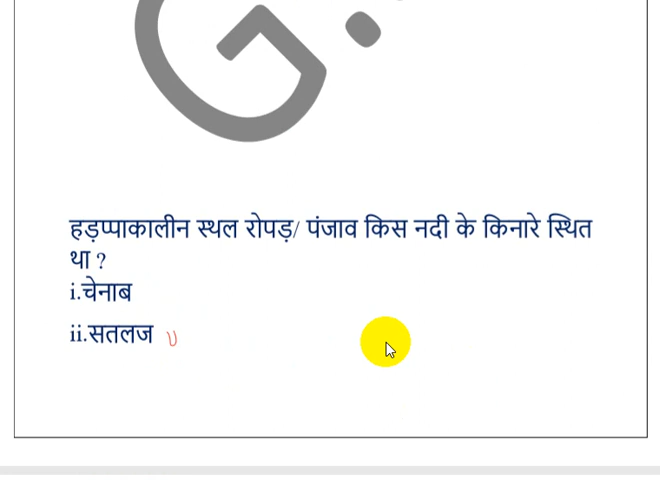 G.
हड़प्पाकालीन स्थल रोपड़/ पंजाव किस नदी के किनारे स्थित
था ?
i.चेनाब
ii.सतलज